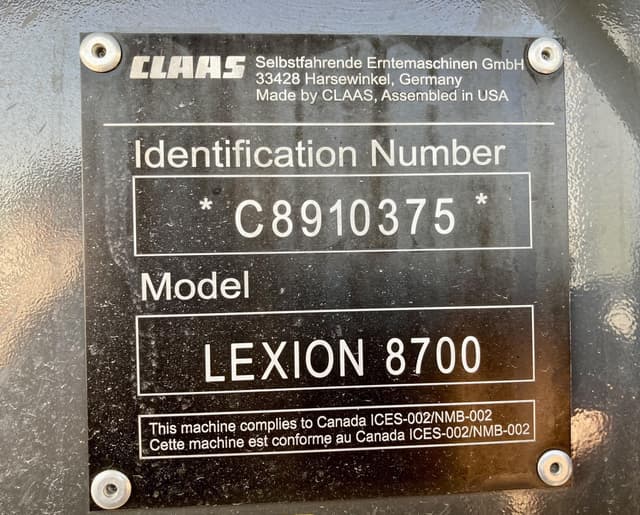 CLAAS Selbstfahrende Erntemaschinen GmbH
33428 Harsewinkel, Germany
Made by CLAAS, Assembled in USA
Identification Number
* C8910375 *
Model
LEXION 8700
This machine complies to Canada ICES-002/NMB-002
Cette machine est conforme au Canada ICES-002/NMB-002